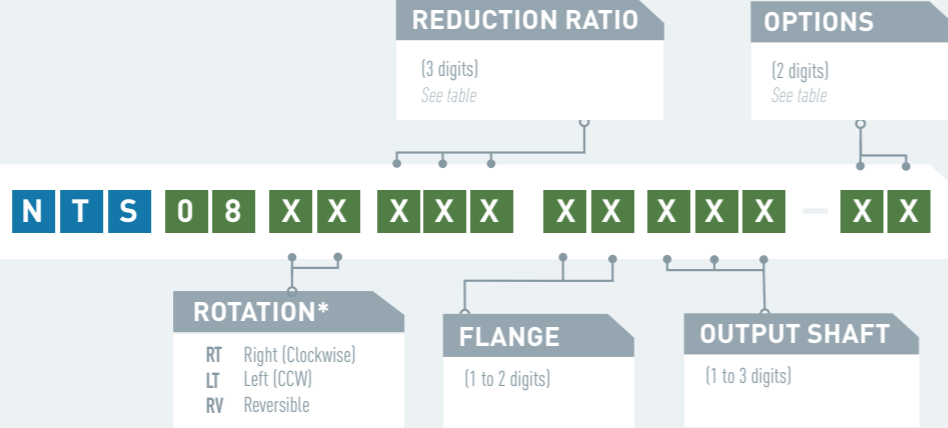 REDUCTION RATIO
(3 digits)
See table
OPTIONS
(2 digits)
See table
N T S 0 8 X X X X X X X X X X – X X
ROTATION*
RT Right (Clockwise)
LT Left (CCW)
RV Reversible
FLANGE
(1 to 2 digits)
OUTPUT SHAFT
(1 to 3 digits)